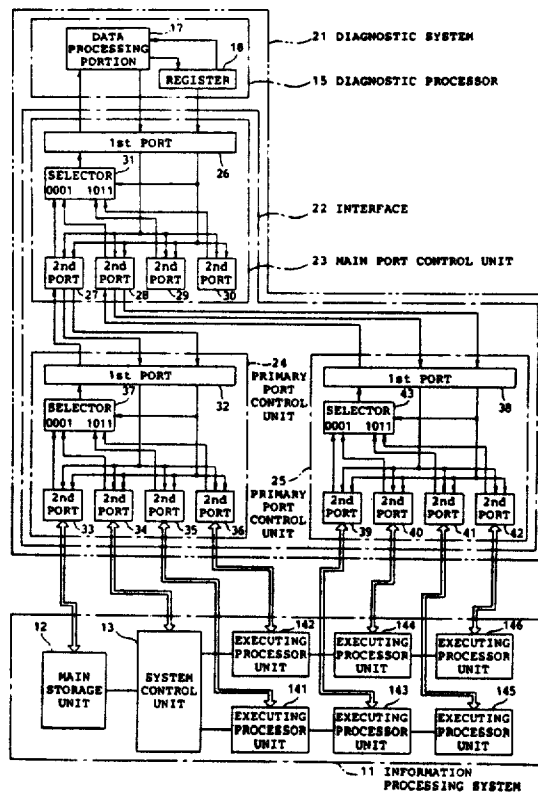 17
DATA
PROCESSING
PORTION
18
REGISTER
21 DIAGNOSTIC SYSTEM
15 DIAGNOSTIC PROCESSOR
1st PORT
26
31
SELECTOR
0001 1011
22 INTERFACE
23 MAIN PORT CONTROL UNIT
2nd PORT
27
2nd PORT
28
2nd PORT
29
2nd PORT
30
24
PRIMARY
PORT
CONTROL
UNIT
1st PORT
32
37
SELECTOR
0001 1011
1st PORT
38
43
SELECTOR
0001 1011
25
PRIMARY
PORT
CONTROL
UNIT
2nd PORT
33
2nd PORT
34
2nd PORT
35
2nd PORT
36
2nd PORT
39
2nd PORT
40
2nd PORT
41
2nd PORT
42
12
MAIN
STORAGE
UNIT
13
SYSTEM
CONTROL
UNIT
142
EXECUTING
PROCESSOR
UNIT
144
EXECUTING
PROCESSOR
UNIT
146
EXECUTING
PROCESSOR
UNIT
141
EXECUTING
PROCESSOR
UNIT
143
EXECUTING
PROCESSOR
UNIT
145
EXECUTING
PROCESSOR
UNIT
11 INFORMATION
PROCESSING SYSTEM